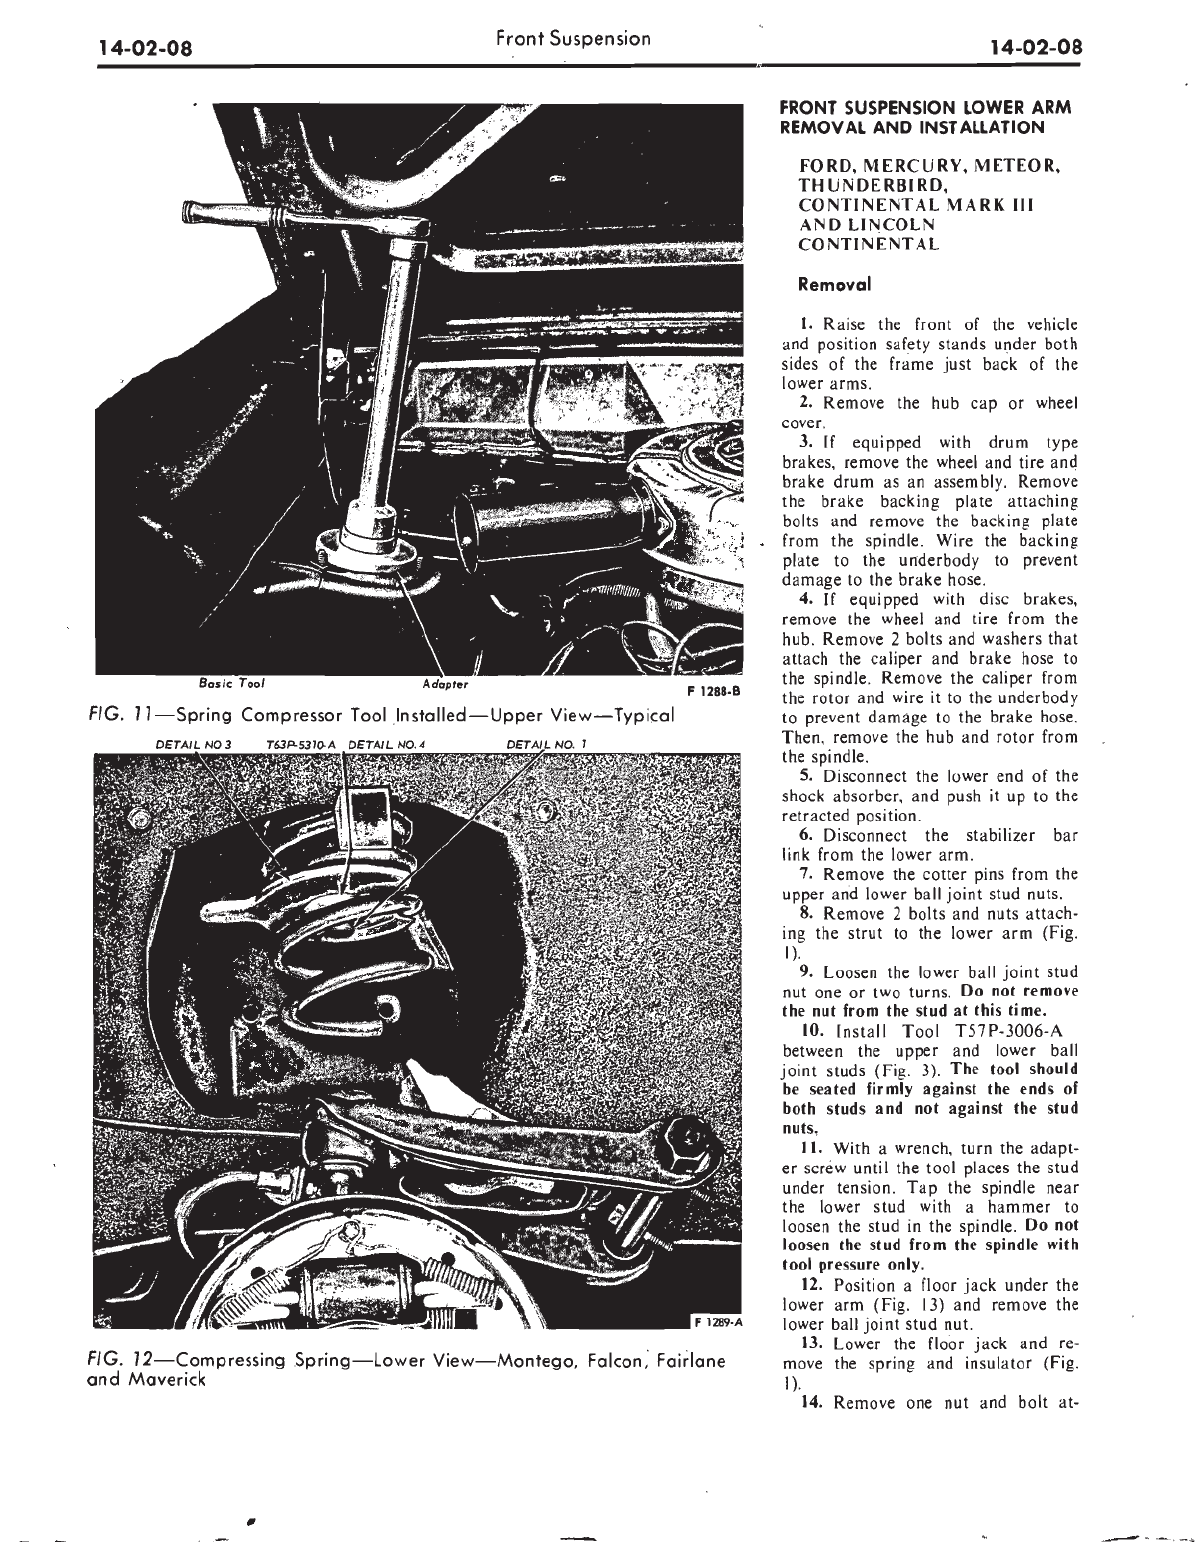 14-02-08
Front Suspension
14-02-08
Basic Tool
Adapter
F 1288-B
FIG. 11—Spring Compressor Tool Installed—Upper View—Typical
DETAIL NO 3
T63P-5310-A
DETAIL NO. 4
DETAIL NO. 1
F 1289-A
FIG. 12—Compressing Spring—Lower View—Montego, Falcon, Fairlane
and Maverick
FRONT SUSPENSION LOWER ARM
REMOVAL AND INSTALLATION
FORD, MERCURY, METEOR,
THUNDERBIRD,
CONTINENTAL MARK III
AND LINCOLN
CONTINENTAL
Removal
1. Raise the front of the vehicle
and position safety stands under both
sides of the frame just back of the
lower arms.
2. Remove the hub cap or wheel
cover.
3. If equipped with drum type
brakes, remove the wheel and tire and
brake drum as an assembly. Remove
the brake backing plate attaching
bolts and remove the backing plate
from the spindle. Wire the backing
plate to the underbody to prevent
damage to the brake hose.
4. If equipped with disc brakes,
remove the wheel and tire from the
hub. Remove 2 bolts and washers that
attach the caliper and brake hose to
the spindle. Remove the caliper from
the rotor and wire it to the underbody
to prevent damage to the brake hose.
Then, remove the hub and rotor from
the spindle.
5. Disconnect the lower end of the
shock absorber, and push it up to the
retracted position.
6. Disconnect the stabilizer bar
link from the lower arm.
7. Remove the cotter pins from the
upper and lower ball joint stud nuts.
8. Remove 2 bolts and nuts attach-
ing the strut to the lower arm (Fig.
1).
9. Loosen the lower ball joint stud
nut one or two turns. Do not remove
the nut from the stud at this time.
10. Install Tool T57P-3006-A
between the upper and lower ball
joint studs (Fig. 3). The tool should
be seated firmly against the ends of
both studs and not against the stud
nuts.
11. With a wrench, turn the adapt-
er screw until the tool places the stud
under tension. Tap the spindle near
the lower stud with a hammer to
loosen the stud in the spindle. Do not
loosen the stud from the spindle with
tool pressure only.
12. Position a floor jack under the
lower arm (Fig. 13) and remove the
lower ball joint stud nut.
13. Lower the floor jack and re-
move the spring and insulator (Fig.
1).
14. Remove one nut and bolt at-